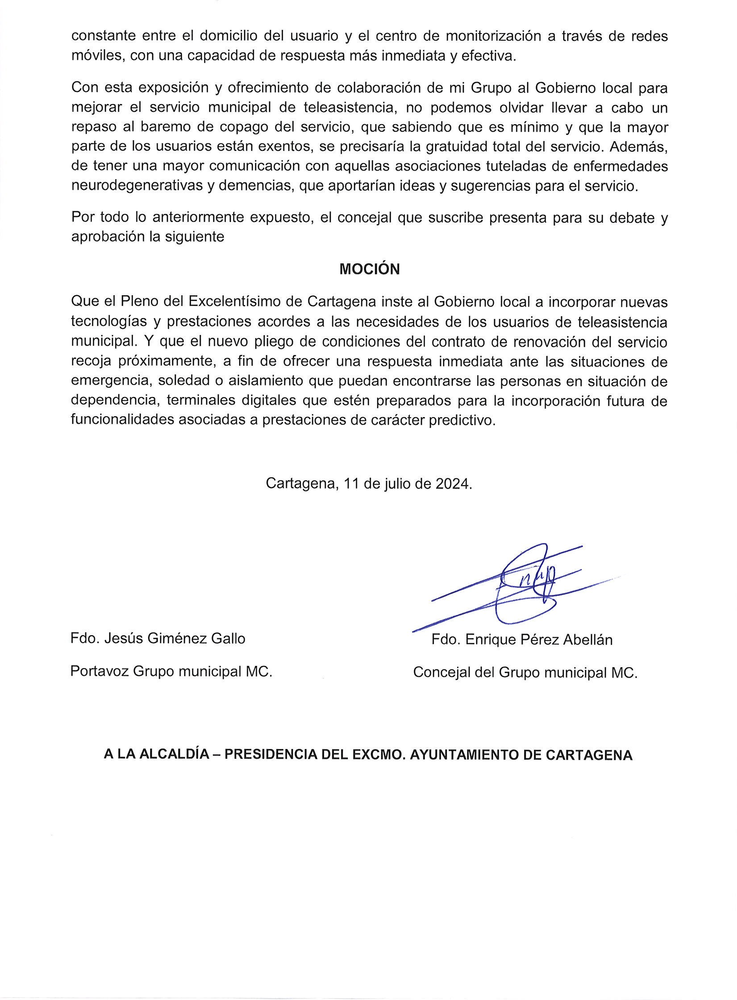 constante entre el domicilio del usuario y el centro de monitorización a través de redes
móviles, con una capacidad de respuesta más inmediata y efectiva.
Con esta exposición y ofrecimiento de colaboración de mi Grupo al Gobierno local para
mejorar el servicio municipal de teleasistencia, no podemos olvidar llevar a cabo un
repaso al baremo de copago del servicio, que sabiendo que es mínimo y que la mayor
parte de los usuarios están exentos, se precisaría la gratuidad total del servicio. Además,
de tener una mayor comunicación con aquellas asociaciones tuteladas de enfermedades
neurodegenerativas y demencias, que aportarían ideas y sugerencias para el servicio.
Por todo lo anteriormente expuesto, el concejal que suscribe presenta para su debate y
aprobación la siguiente
MOCIÓN
Que el Pleno del Excelentísimo de Cartagena inste al Gobierno local a incorporar nuevas
tecnologías y prestaciones acordes a las necesidades de los usuarios de teleasistencia
municipal. Y que el nuevo pliego de condiciones del contrato de renovación del servicio
recoja próximamente, a fin de ofrecer una respuesta inmediata ante las situaciones de
emergencia, soledad o aislamiento que puedan encontrarse las personas en situación de
dependencia, terminales digitales que estén preparados para la incorporación futura de
funcionalidades asociadas a prestaciones de carácter predictivo.
Cartagena, 11 de julio de 2024.
Fdo. Jesús Giménez Gallo
Fdo. Enrique Pérez Abellán
Portavoz Grupo municipal MC.
Concejal del Grupo municipal MC.
A LA ALCALDÍA – PRESIDENCIA DEL EXCMO. AYUNTAMIENTO DE CARTAGENA